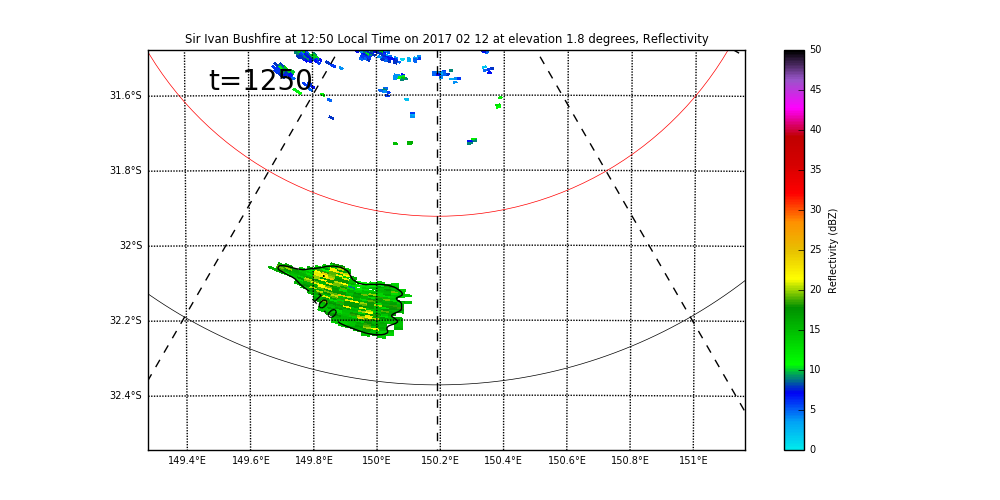 Sir Ivan Bushfire at 12:50 Local Time on 2017 02 12 at elevation 1.8 degrees, Reflectivity
t=1250
31.6°S
31.8°S
32°S
32.2°S
32.4°S
10.0
149.4°E 149.6°E 149.8°E 150°E 150.2°E 150.4°E 150.6°E 150.8°E 151°E
50
45
40
35
30
25
20
15
10
5
0
Reflectivity (dBZ)